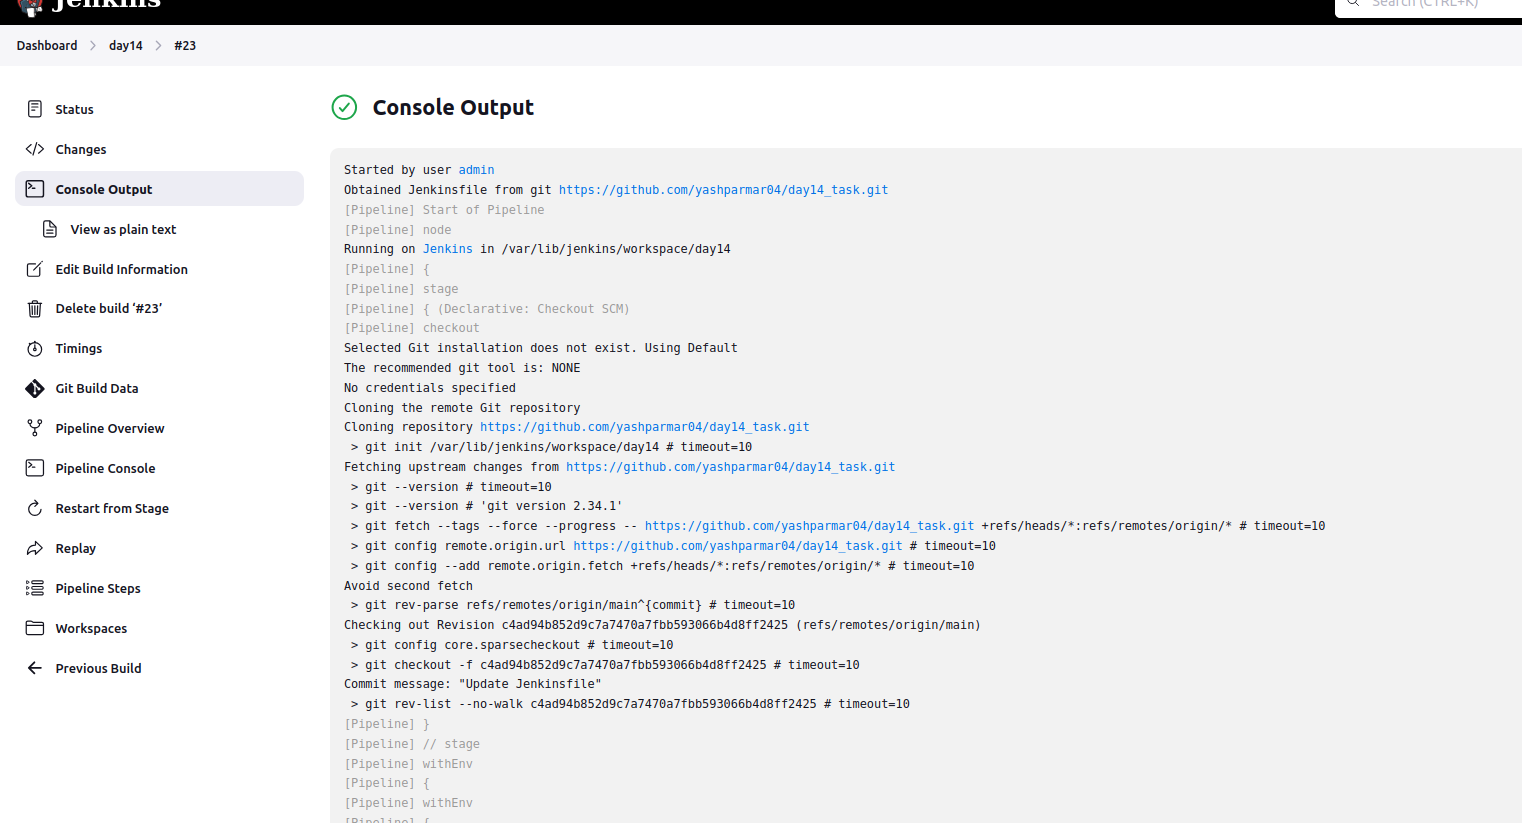 Jenkins
Search (CTRL+K)
Dashboard > day14 > #23
Status
Changes
Console Output
View as plain text
Edit Build Information
Delete build ‘#23’
Timings
Git Build Data
Pipeline Overview
Pipeline Console
Restart from Stage
Replay
Pipeline Steps
Workspaces
Previous Build
Console Output
Started by user admin
Obtained Jenkinsfile from git https://github.com/yashparmar04/day14_task.git
[Pipeline] Start of Pipeline
[Pipeline] node
Running on Jenkins in /var/lib/jenkins/workspace/day14
[Pipeline] {
[Pipeline] stage
[Pipeline] { (Declarative: Checkout SCM)
[Pipeline] checkout
Selected Git installation does not exist. Using Default
The recommended git tool is: NONE
No credentials specified
Cloning the remote Git repository
Cloning repository https://github.com/yashparmar04/day14_task.git
> git init /var/lib/jenkins/workspace/day14 # timeout=10
Fetching upstream changes from https://github.com/yashparmar04/day14_task.git
> git --version # timeout=10
> git --version # 'git version 2.34.1'
> git fetch --tags --force --progress -- https://github.com/yashparmar04/day14_task.git +refs/heads/*:refs/remotes/origin/* # timeout=10
> git config remote.origin.url https://github.com/yashparmar04/day14_task.git # timeout=10
> git config --add remote.origin.fetch +refs/heads/*:refs/remotes/origin/* # timeout=10
Avoid second fetch
> git rev-parse refs/remotes/origin/main^{commit} # timeout=10
Checking out Revision c4ad94b852d9c7a7470a7fbb593066b4d8ff2425 (refs/remotes/origin/main)
> git config core.sparsecheckout # timeout=10
> git checkout -f c4ad94b852d9c7a7470a7fbb593066b4d8ff2425 # timeout=10
Commit message: "Update Jenkinsfile"
> git rev-list --no-walk c4ad94b852d9c7a7470a7fbb593066b4d8ff2425 # timeout=10
[Pipeline] }
[Pipeline] // stage
[Pipeline] withEnv
[Pipeline] {
[Pipeline] withEnv
[Pipeline] {